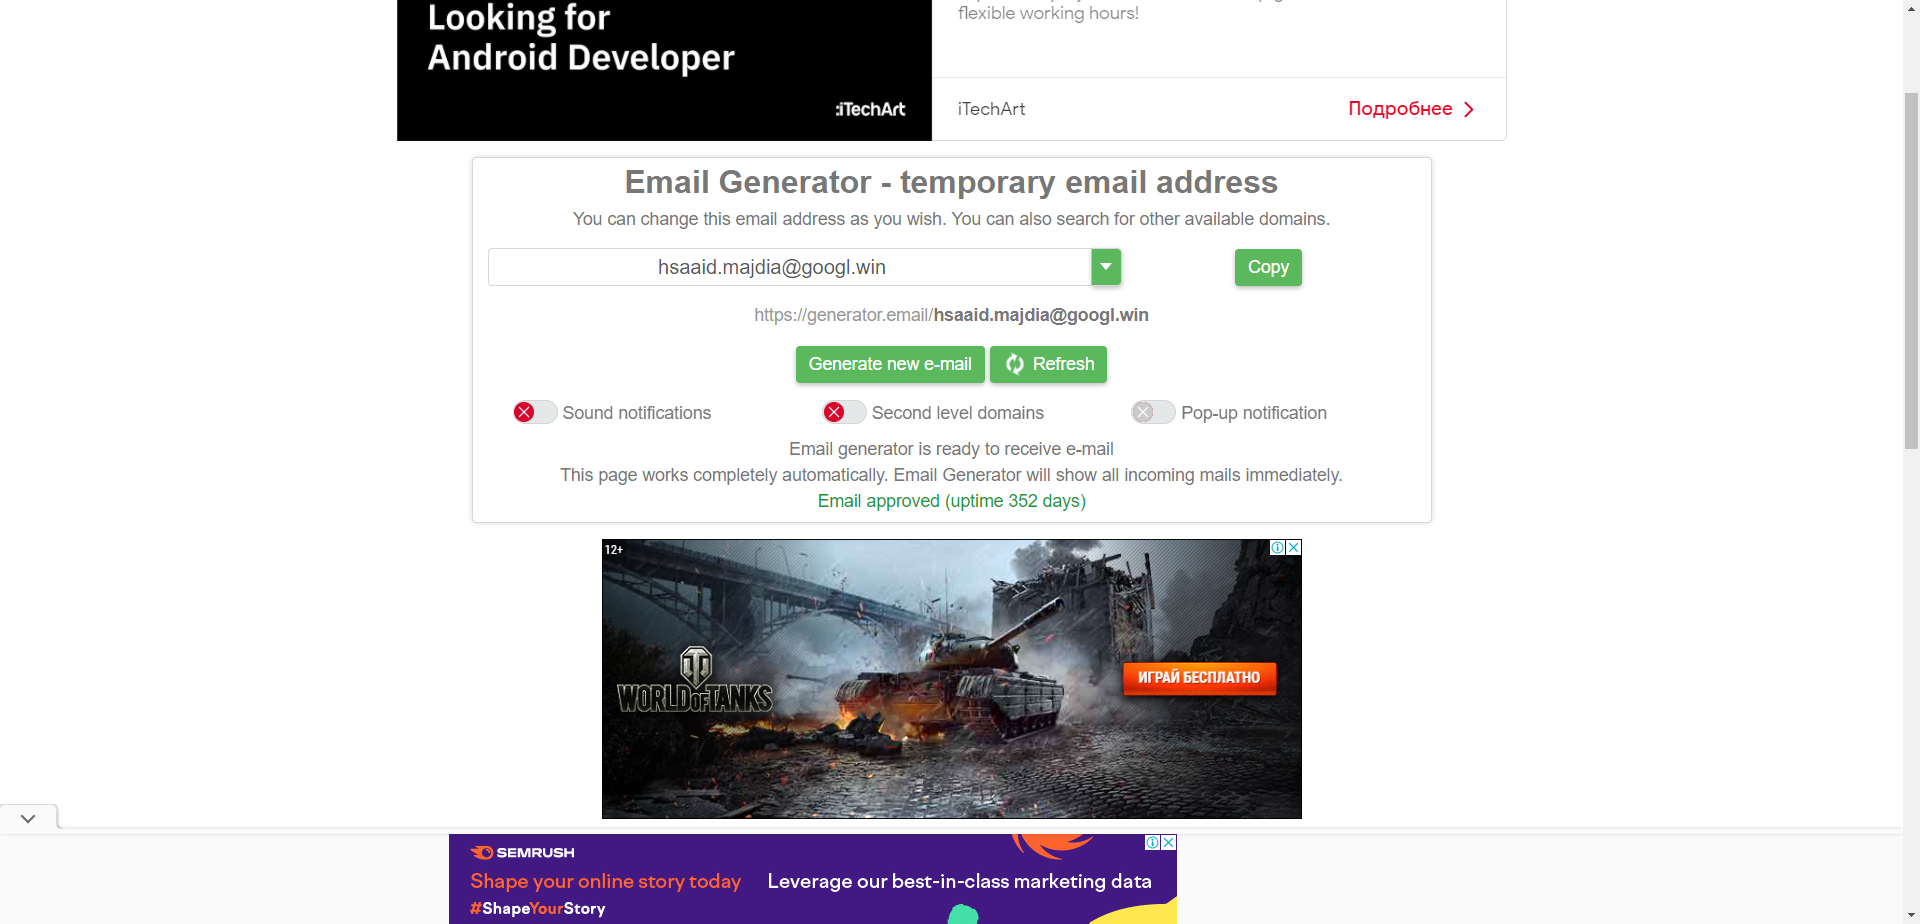 Looking for
Android Developer
:iTechArt
flexible working hours!
iTechArt
Подробнее
Email Generator - temporary email address
You can change this email address as you wish. You can also search for other available domains.
hsaaid.majdia@googl.win
Copy
https://generator.email/hsaaid.majdia@googl.win
Generate new e-mail
Refresh
Sound notifications
Second level domains
Pop-up notification
Email generator is ready to receive e-mail
This page works completely automatically. Email Generator will show all incoming mails immediately.
Email approved (uptime 352 days)
12+
WORLD OF TANKS
ИГРАЙ БЕСПЛАТНО
SEMRUSH
Shape your online story today
Leverage our best-in-class marketing data
#ShapeYourStory